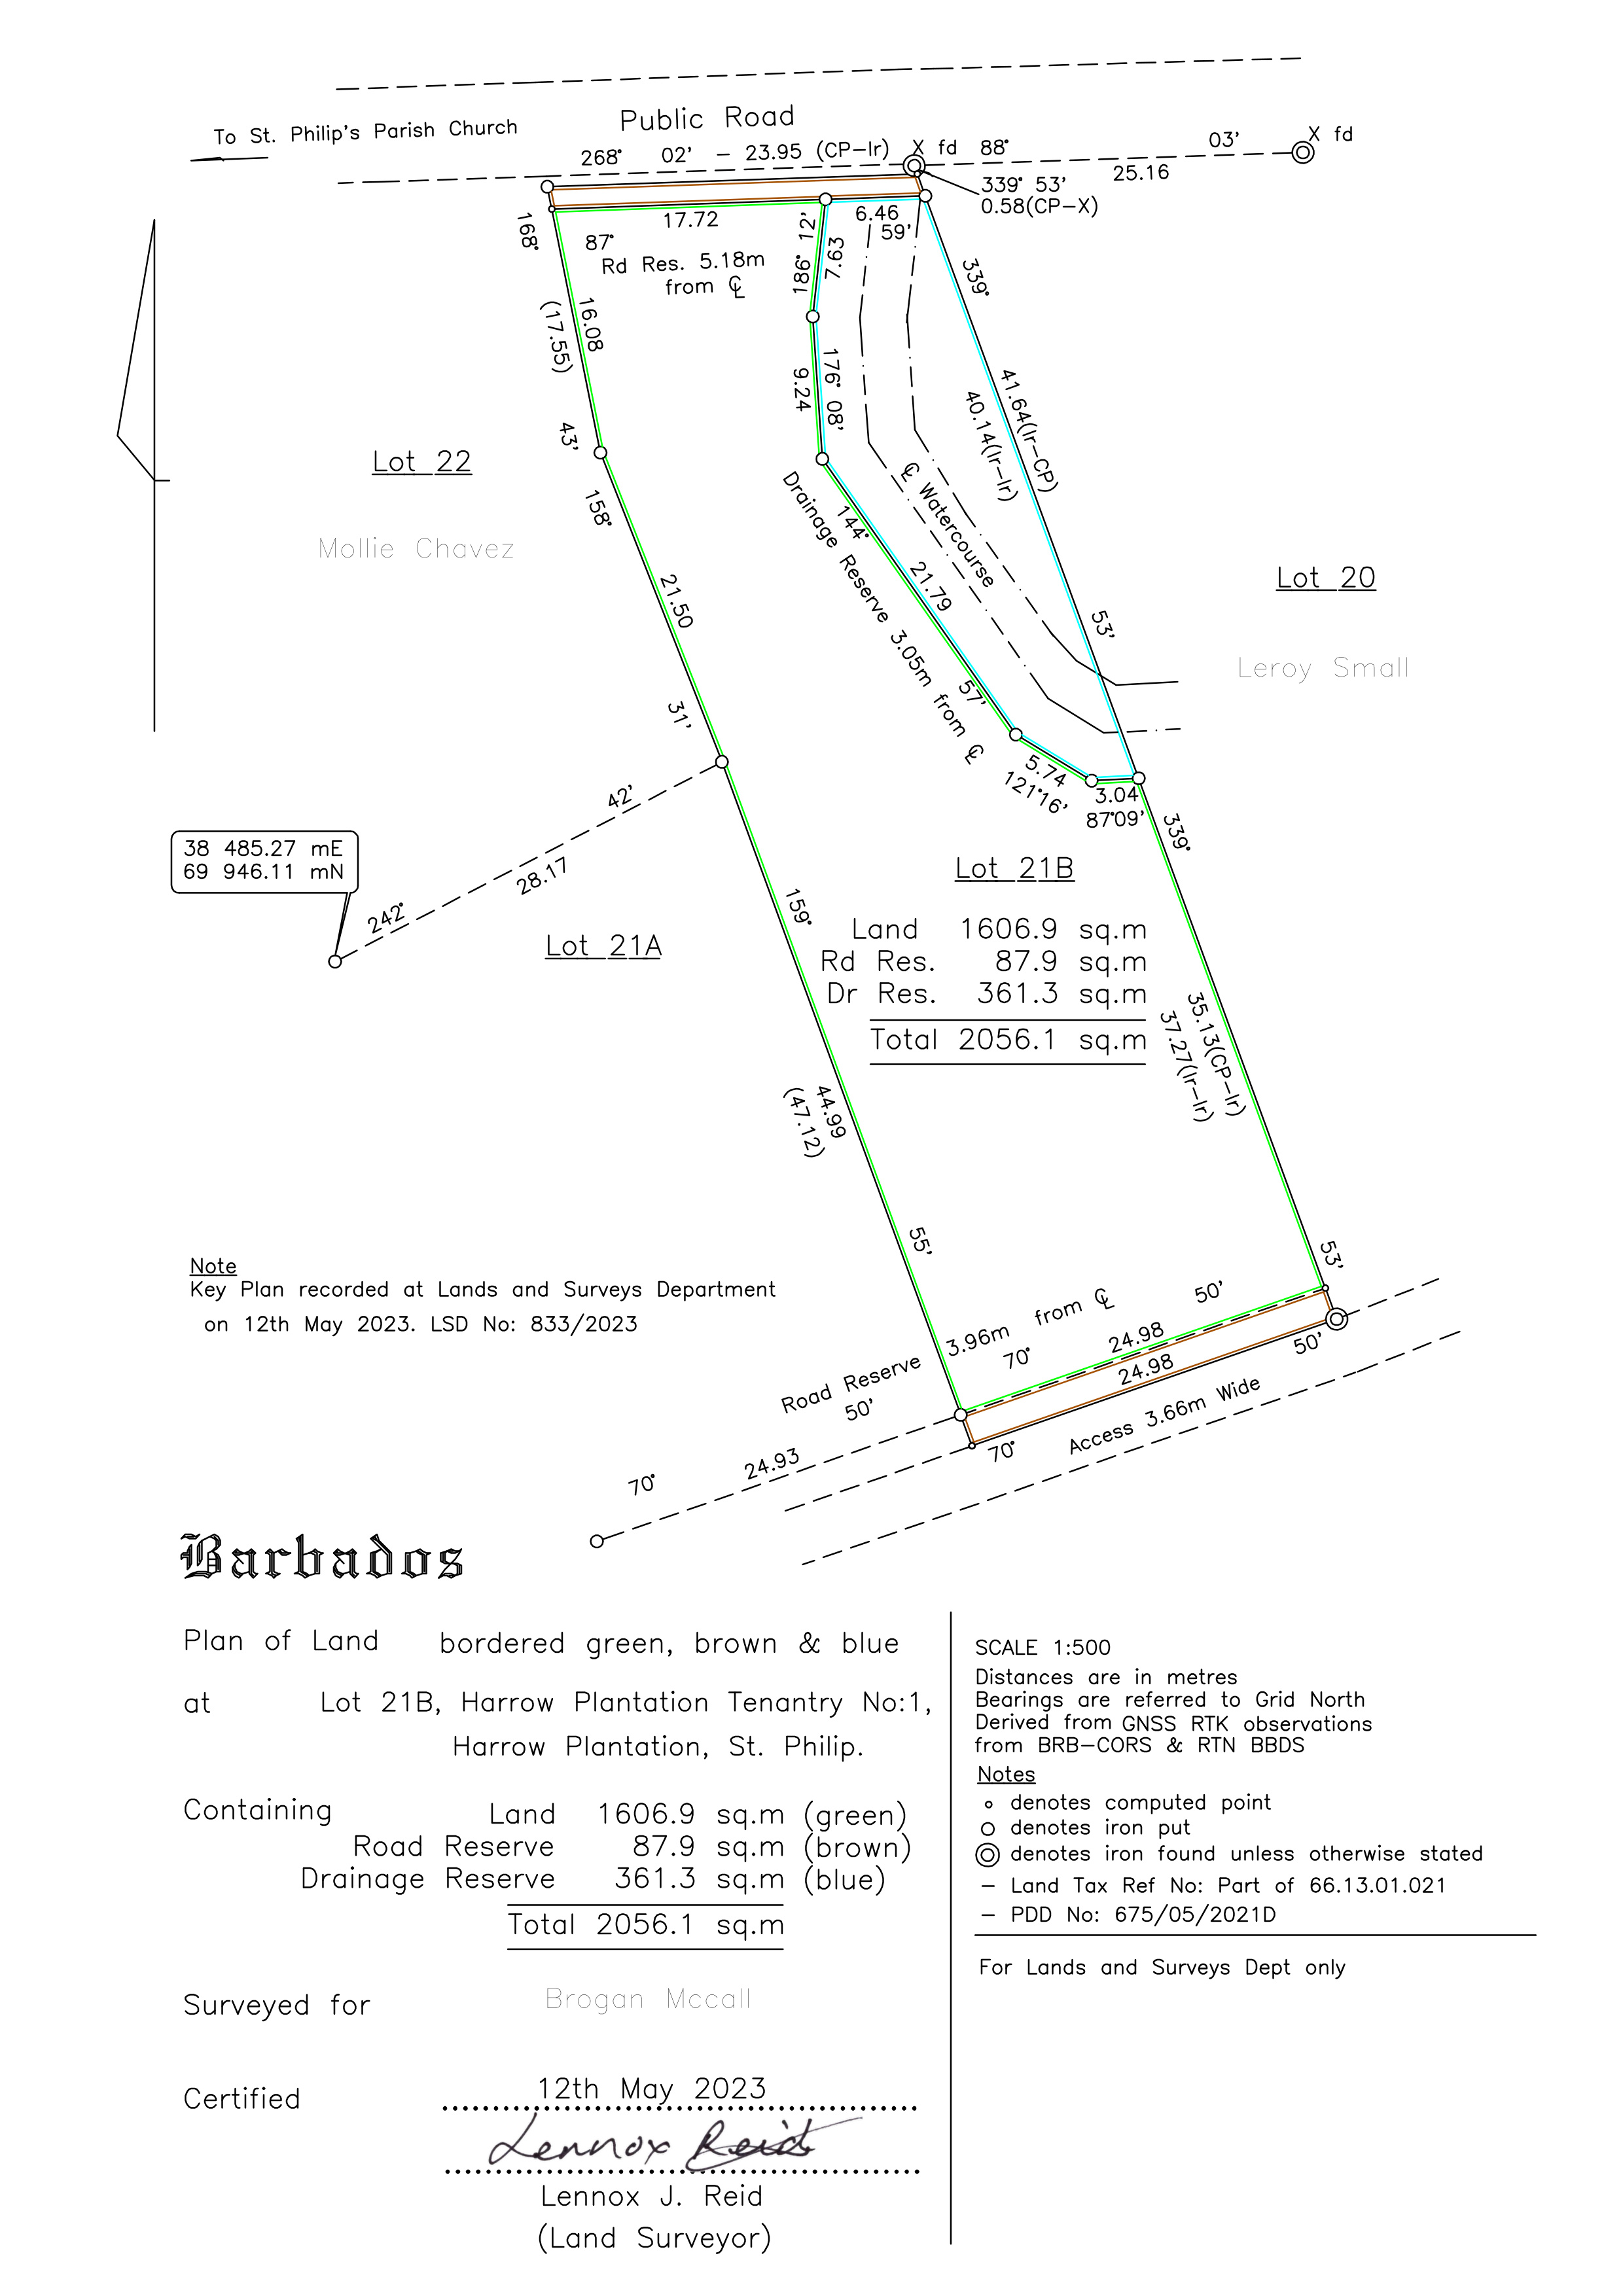 Public Road
To St. Philip's Parish Church
268° 02' – 23.95 (CP–Ir)
X fd
88° 03'
25.16
X fd
339° 53'
0.58(CP–X)
17.72
6.46
87° 59'
Rd Res. 5.18m
from ℄
168° 43'
16.08
(17.55)
186° 12'
7.63
176° 08'
9.24
339° 53'
41.64(Ir–CP)
40.14(Ir–Ir)
Lot 22
Mollie Chavez
℄ Watercourse
Drainage Reserve 3.05m from ℄
144° 57'
21.79
158° 31'
21.50
Lot 20
Leroy Small
5.74
121°16'
3.04
87°09'
242° 42'
28.17
38 485.27 mE
69 946.11 mN
Lot 21A
Lot 21B
Land 1606.9 sq.m
Rd Res. 87.9 sq.m
Dr Res. 361.3 sq.m
Total 2056.1 sq.m
159° 55'
44.99
(47.12)
339° 53'
35.13(CP–Ir)
37.27(Ir–Ir)
Note
Key Plan recorded at Lands and Surveys Department
on 12th May 2023. LSD No: 833/2023
Road Reserve 3.96m from ℄
70° 50'
24.98
70° 50'
24.98
Access 3.66m Wide
70° 50'
24.93
Barbados
Plan of Land bordered green, brown & blue
at Lot 21B, Harrow Plantation Tenantry No:1,
Harrow Plantation, St. Philip.
Containing Land 1606.9 sq.m (green)
Road Reserve 87.9 sq.m (brown)
Drainage Reserve 361.3 sq.m (blue)
Total 2056.1 sq.m
Surveyed for Brogan Mccall
Certified 12th May 2023
Lennox Reid
Lennox J. Reid
(Land Surveyor)
SCALE 1:500
Distances are in metres
Bearings are referred to Grid North
Derived from GNSS RTK observations
from BRB–CORS & RTN BBDS
Notes
denotes computed point
denotes iron put
denotes iron found unless otherwise stated
– Land Tax Ref No: Part of 66.13.01.021
– PDD No: 675/05/2021D
For Lands and Surveys Dept only